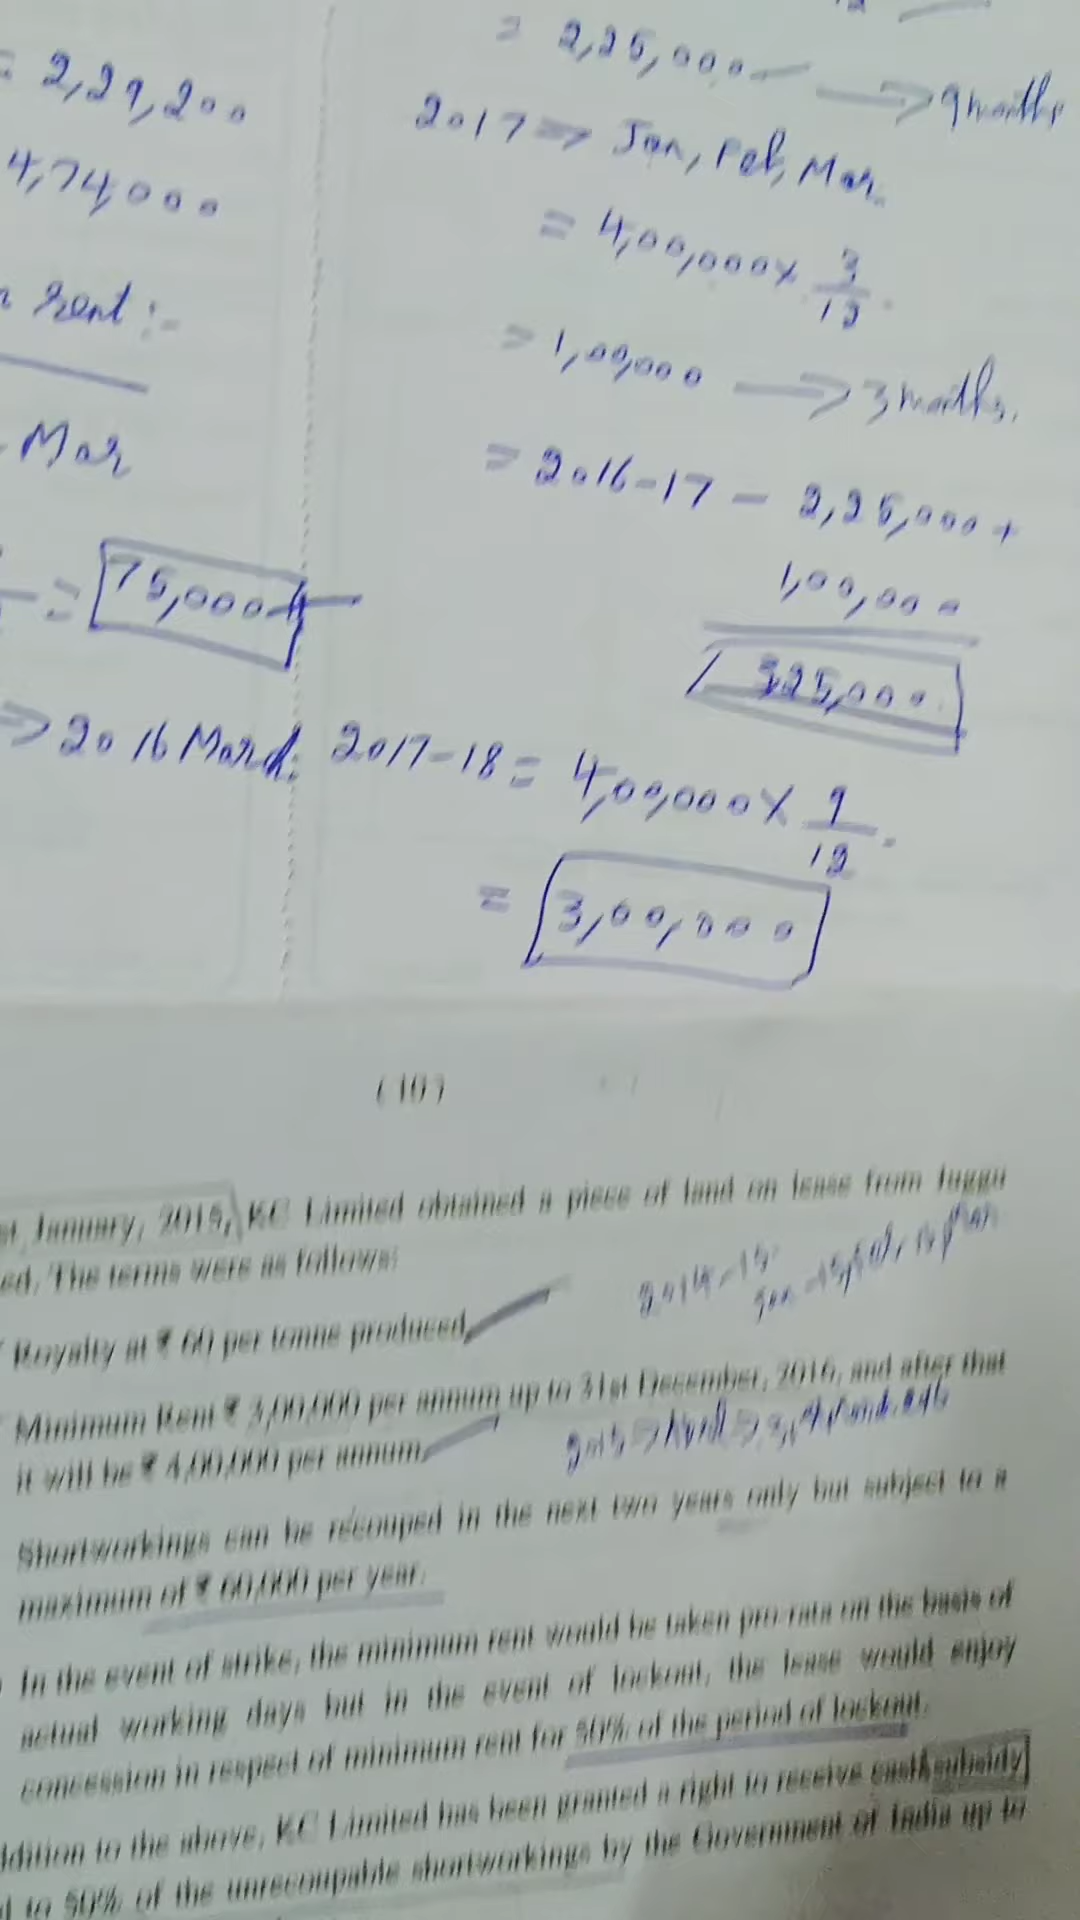 = 2,29,200
4,74,000
rent :-
Mar
= 75,000
=> 2016 March.
= 2,25,000 —> 9 months
2017 => Jan, Feb, Mar.
= 4,00,000 x 3/12.
= 1,00,000 —> 3 months.
= 2016-17 - 2,25,000 +
1,00,000
325,000.
2017-18 = 4,00,000 x 9/12.
= 3,00,000
(10)
st January, 2015, KC Limited obtained a piece of land on lease from Juggu
ed. The terms were as follows:
2014-15
Royalty at ₹ 60 per tonne produced
Minimum Rent ₹ 3,00,000 per annum up to 31st December, 2016, and after that
it will be ₹ 4,00,000 per annum.
2015 => April =>
Shortworkings can be recouped in the next two years only but subject to a
maximum of ₹ 60,000 per year.
In the event of strike, the minimum rent would be taken pro-rata on the basis of
actual working days but in the event of lockout, the lease would enjoy
concession in respect of minimum rent for 50% of the period of lockout.
ddition to the above, KC Limited has been granted a right to receive cash subsidy
l to 50% of the unrecoupable shortworkings by the Government of India up to